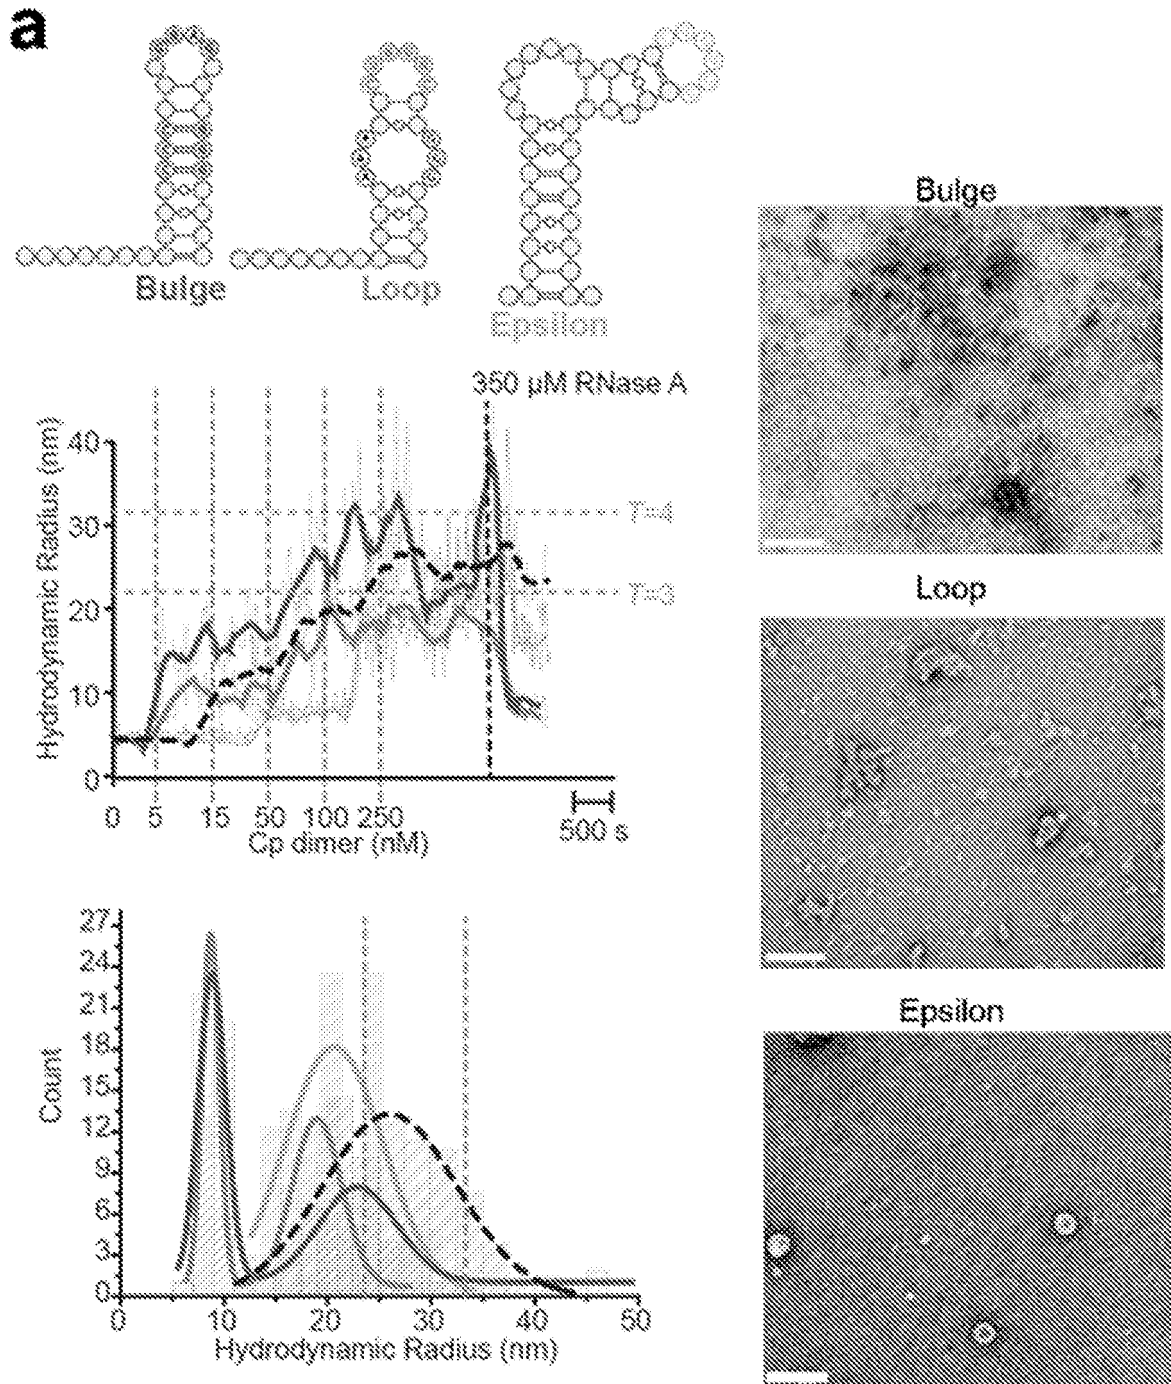 a
Bulge
Loop
Epsilon
350 µM RNase A
Hydrodynamic Radius (nm)
40
30
20
10
0
T=4
T=3
0 5 15 50 100 250
Cp dimer (nM)
500 s
Count
27
24
21
18
15
12
9
6
3
0
0 10 20 30 40 50
Hydrodynamic Radius (nm)
Bulge
Loop
Epsilon